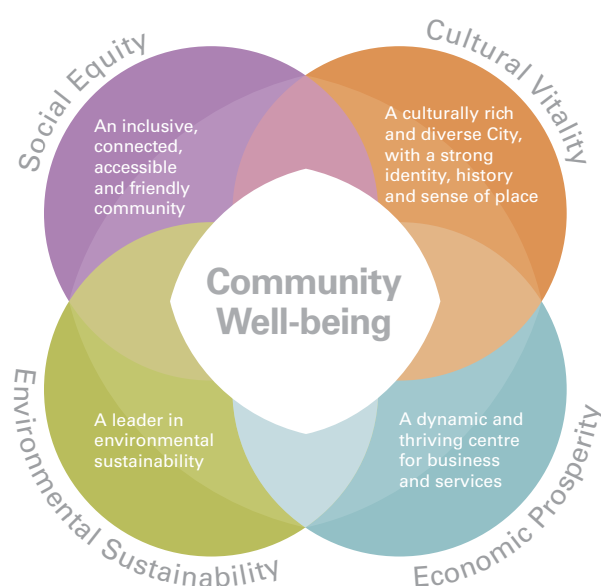 Social Equity
Cultural Vitality
An inclusive,
connected,
accessible
and friendly
community
A culturally rich
and diverse City,
with a strong
identity, history
and sense of place
Community
Well-being
A leader in
environmental
sustainability
A dynamic and
thriving centre
for business
and services
Environmental Sustainability
Economic Prosperity